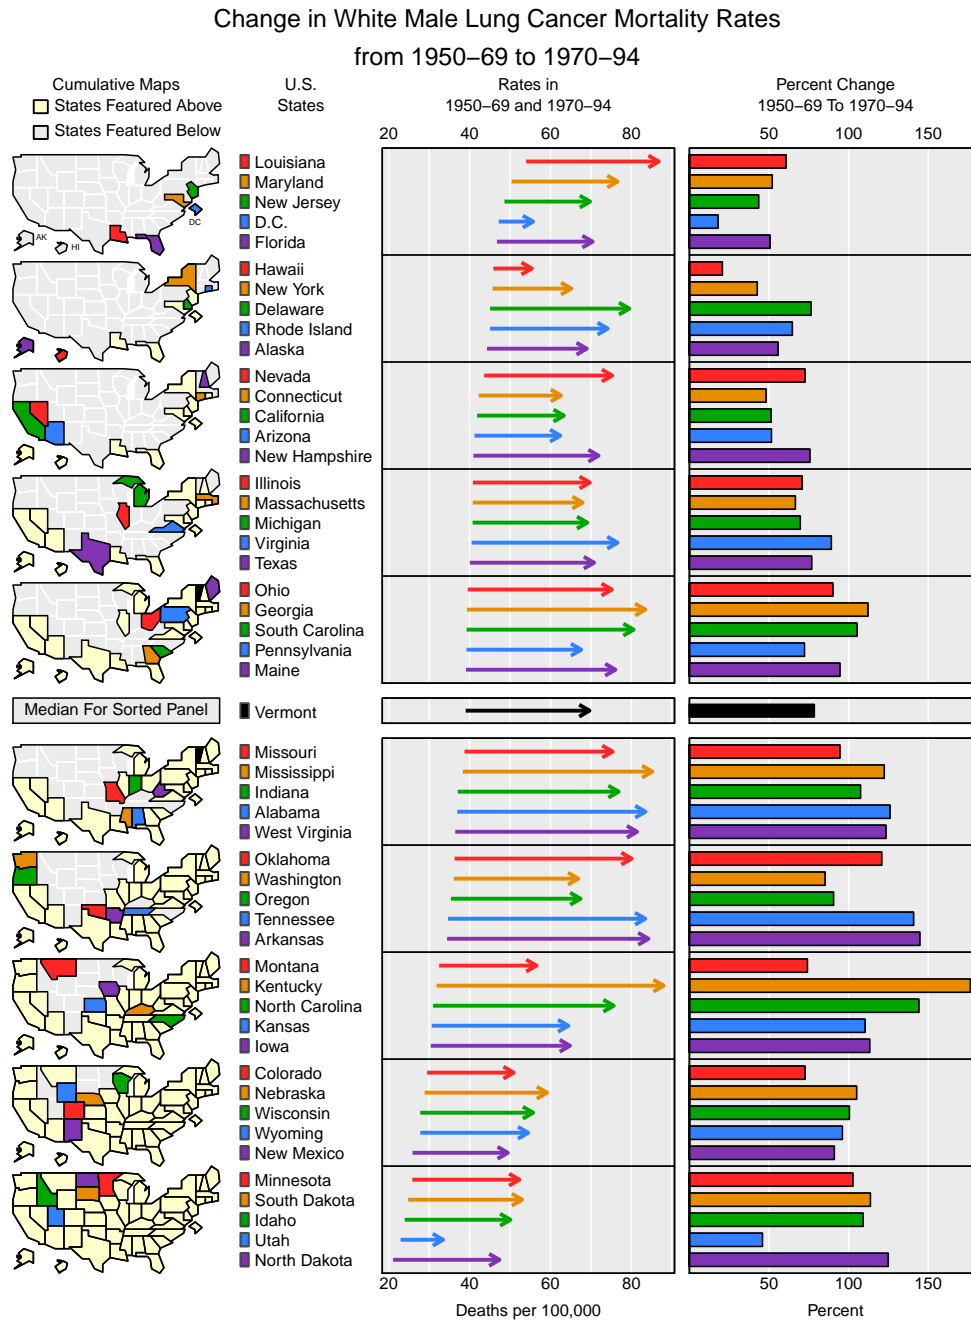 Change in White Male Lung Cancer Mortality Rates
from 1950–69 to 1970–94
Cumulative Maps
States Featured Above
States Featured Below
U.S.
States
Rates in
1950–69 and 1970–94
Percent Change
1950–69 To 1970–94
20 40 60 80
50 100 150
AK
HI
DC
Louisiana
Maryland
New Jersey
D.C.
Florida
Hawaii
New York
Delaware
Rhode Island
Alaska
Nevada
Connecticut
California
Arizona
New Hampshire
Illinois
Massachusetts
Michigan
Virginia
Texas
Ohio
Georgia
South Carolina
Pennsylvania
Maine
Median For Sorted Panel
Vermont
Missouri
Mississippi
Indiana
Alabama
West Virginia
Oklahoma
Washington
Oregon
Tennessee
Arkansas
Montana
Kentucky
North Carolina
Kansas
Iowa
Colorado
Nebraska
Wisconsin
Wyoming
New Mexico
Minnesota
South Dakota
Idaho
Utah
North Dakota
20 40 60 80
50 100 150
Deaths per 100,000
Percent